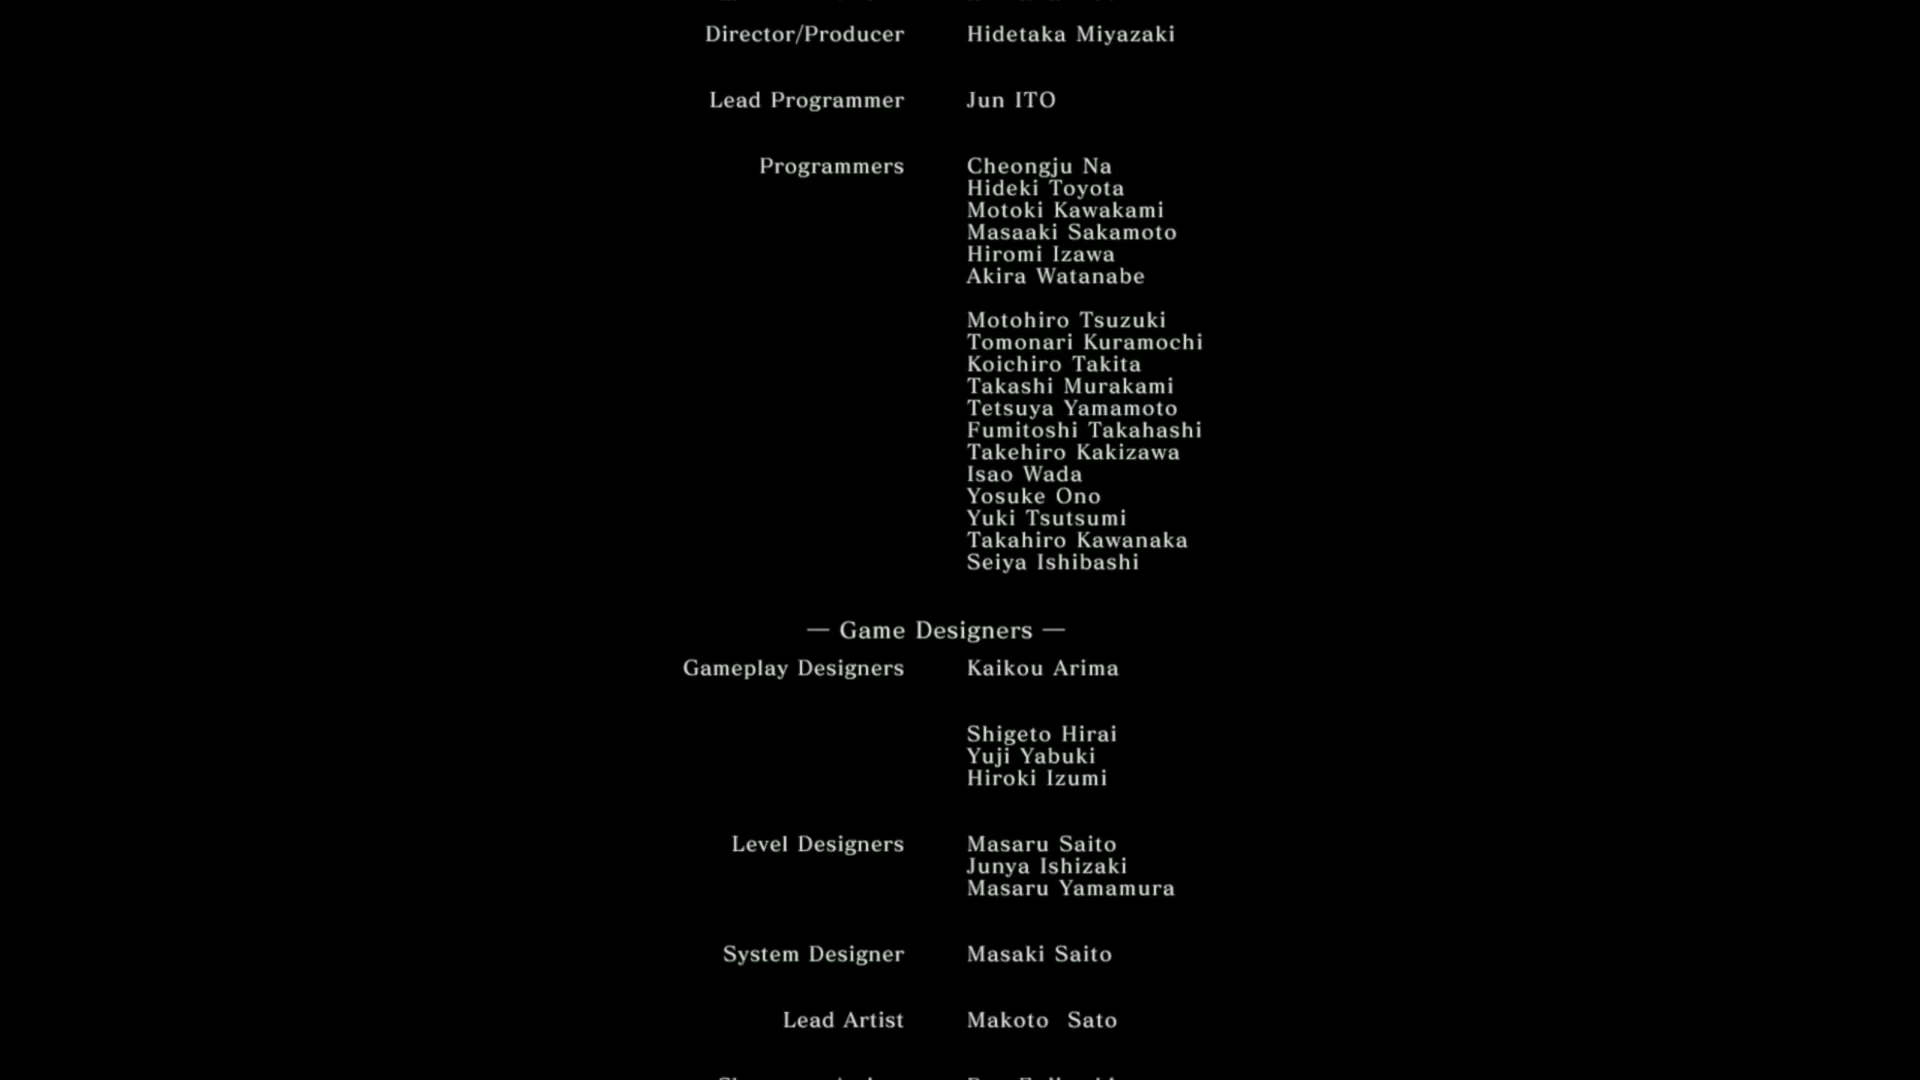 Director/Producer Hidetaka Miyazaki
Lead Programmer Jun ITO
Programmers Cheongju Na
Hideki Toyota
Motoki Kawakami
Masaaki Sakamoto
Hiromi Izawa
Akira Watanabe
Motohiro Tsuzuki
Tomonari Kuramochi
Koichiro Takita
Takashi Murakami
Tetsuya Yamamoto
Fumitoshi Takahashi
Takehiro Kakizawa
Isao Wada
Yosuke Ono
Yuki Tsutsumi
Takahiro Kawanaka
Seiya Ishibashi
— Game Designers —
Gameplay Designers Kaikou Arima
Shigeto Hirai
Yuji Yabuki
Hiroki Izumi
Level Designers Masaru Saito
Junya Ishizaki
Masaru Yamamura
System Designer Masaki Saito
Lead Artist Makoto Sato